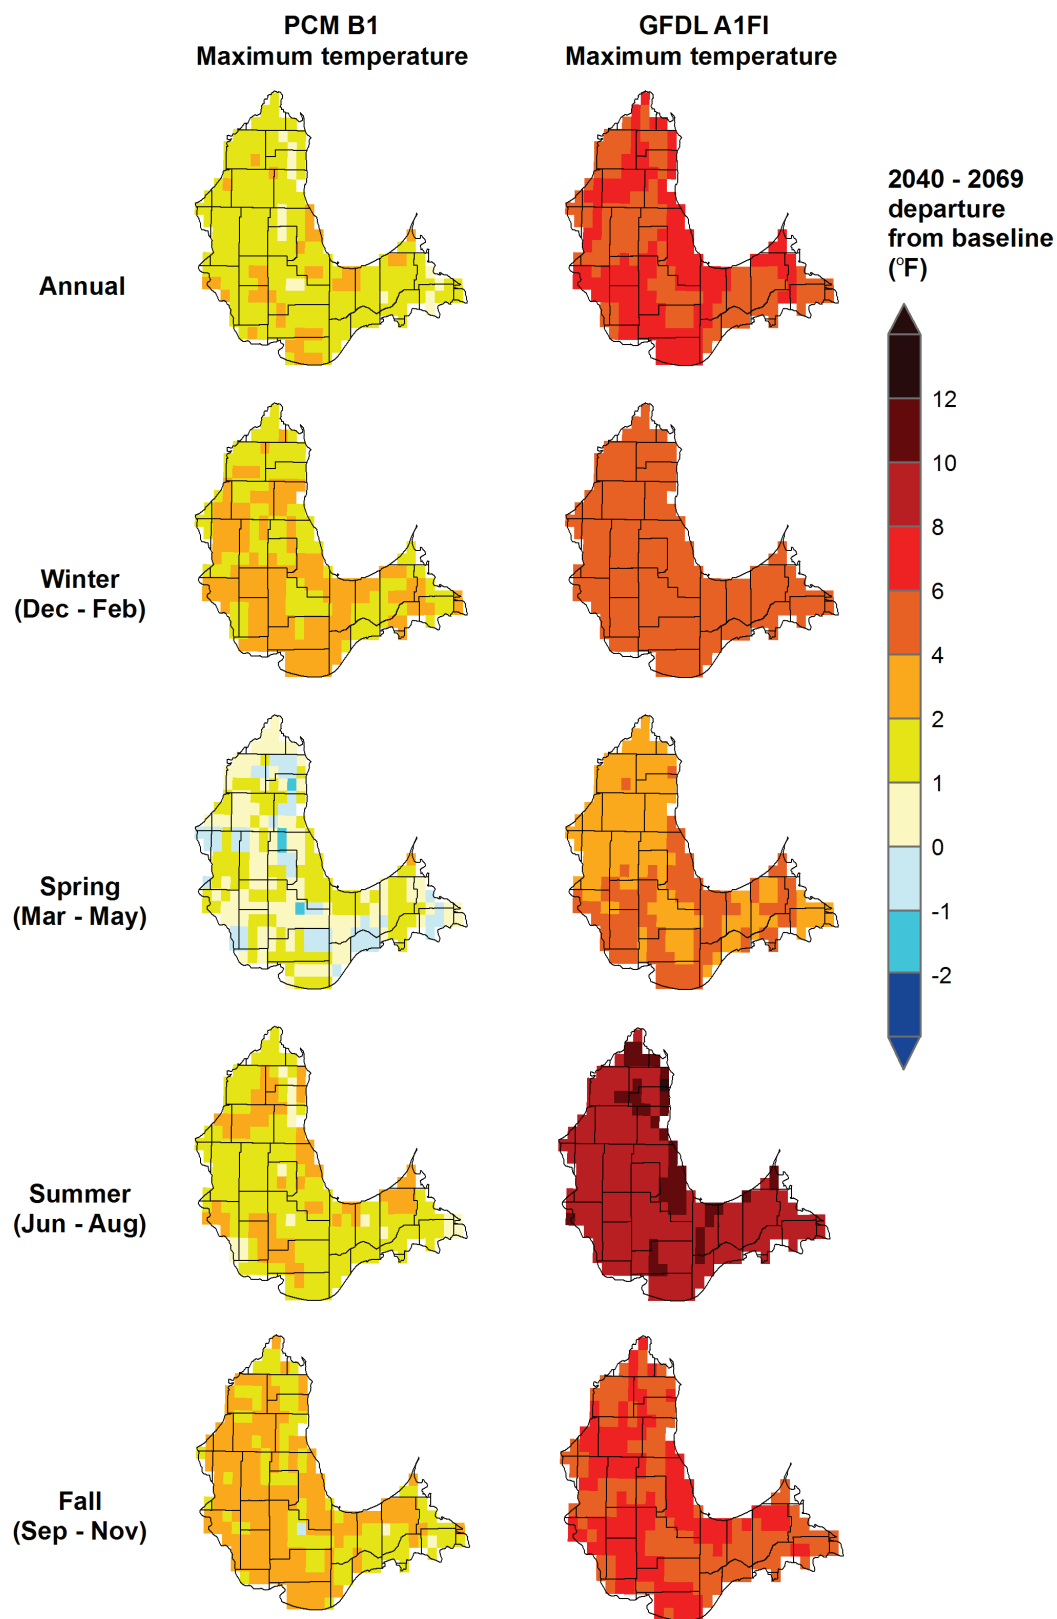 PCM B1
Maximum temperature
GFDL A1FI
Maximum temperature
2040 - 2069
departure
from baseline
(°F)
Annual
12
10
8
6
4
2
1
0
-1
-2
Winter
(Dec - Feb)
Spring
(Mar - May)
Summer
(Jun - Aug)
Fall
(Sep - Nov)